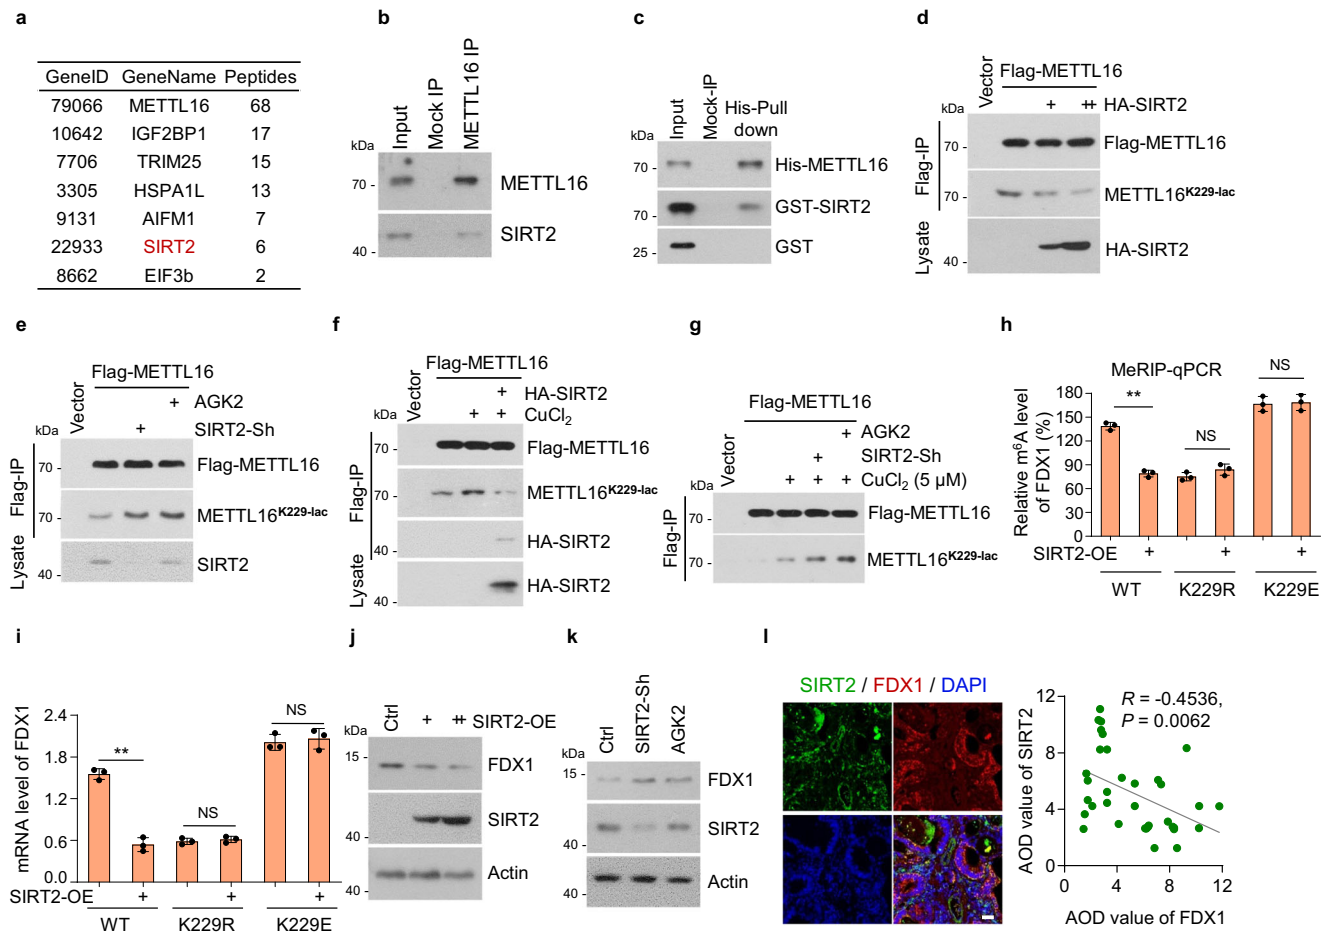 a
GeneID GeneName Peptides
79066 METTL16 68
10642 IGF2BP1 17
7706 TRIM25 15
3305 HSPA1L 13
9131 AIFM1 7
22933 SIRT2 6
8662 EIF3b 2
b
Input
Mock IP
METTL16 IP
kDa
70 - METTL16
SIRT2
40 -
c
Input
Mock-IP
His-Pull
down
kDa
70 - His-METTL16
GST-SIRT2
70 -
25 - GST
d
Vector
Flag-METTL16
+ ++ HA-SIRT2
kDa
Flag-IP
70 - Flag-METTL16
70 - METTL16K229-lac
Lysate
HA-SIRT2
40 -
e
Flag-METTL16
Vector
+ AGK2
+ SIRT2-Sh
kDa
Flag-IP
70 - Flag-METTL16
70 - METTL16K229-lac
Lysate
SIRT2
40 -
f
Flag-METTL16
Vector
+ HA-SIRT2
+ + CuCl2
kDa
Flag-IP
70 - Flag-METTL16
70 - METTL16K229-lac
HA-SIRT2
40 -
Lysate
HA-SIRT2
40 -
g
Flag-METTL16
Vector
+ AGK2
+ SIRT2-Sh
+ + + CuCl2 (5 µM)
kDa
Flag-IP
70 - Flag-METTL16
70 - METTL16K229-lac
h
MeRIP-qPCR
Relative m6A level
of FDX1 (%)
180
150
120
90
60
30
0
**
NS
NS
SIRT2-OE + + +
WT K229R K229E
i
mRNA level of FDX1
2.4
1.8
1.2
0.6
0.0
**
NS
NS
SIRT2-OE + + +
WT K229R K229E
j
Ctrl
+ ++ SIRT2-OE
kDa
15 - FDX1
SIRT2
40 -
Actin
40 -
k
Ctrl
SIRT2-Sh
AGK2
kDa
15 - FDX1
SIRT2
40 -
Actin
40 -
l
SIRT2 / FDX1 / DAPI
R = -0.4536,
P = 0.0062
AOD value of SIRT2
12
8
4
0
0 4 8 12
AOD value of FDX1